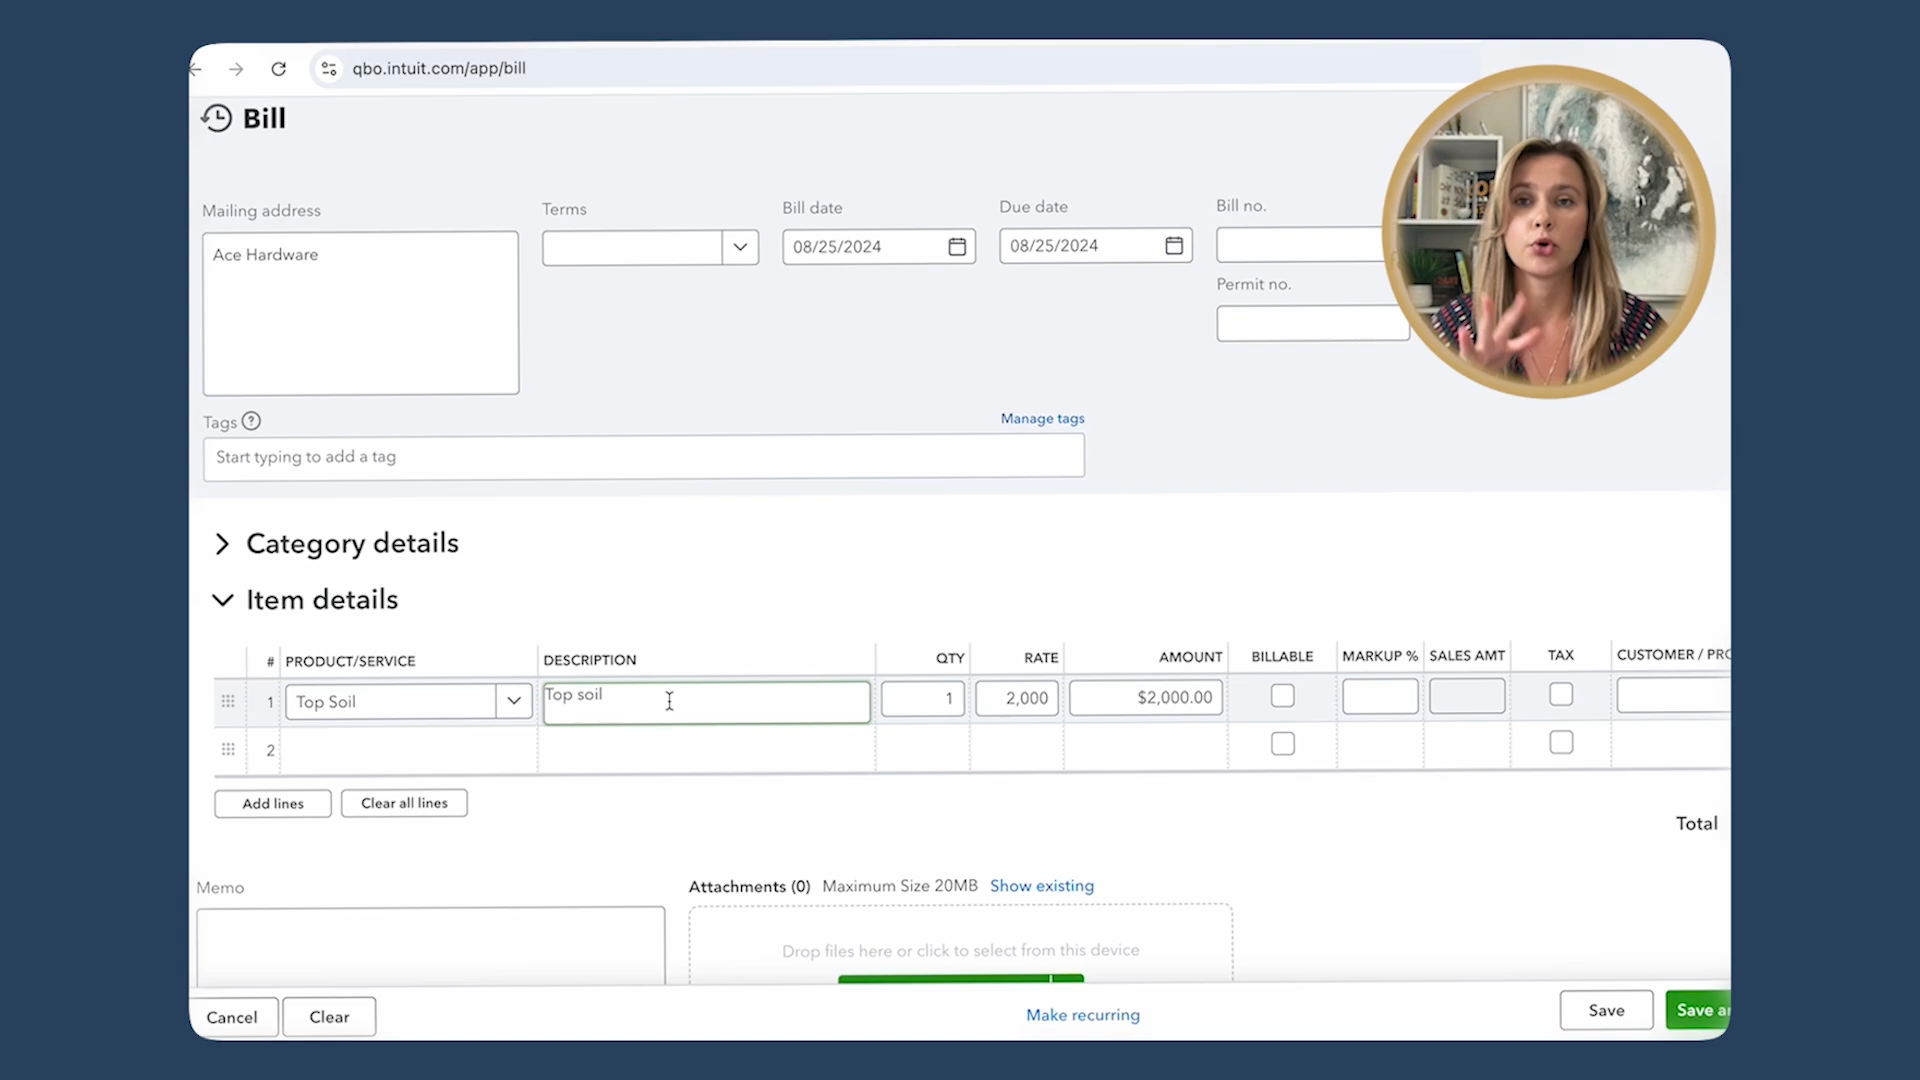 qbo.intuit.com/app/bill
Bill
Mailing address
Terms
Bill date
Due date
Bill no.
Ace Hardware
08/25/2024
08/25/2024
Permit no.
Tags
Manage tags
Start typing to add a tag
Category details
Item details
# PRODUCT/SERVICE DESCRIPTION QTY RATE AMOUNT BILLABLE MARKUP % SALES AMT TAX CUSTOMER / PRO
1 Top Soil Top soil 1 2,000 $2,000.00
2
Add lines
Clear all lines
Total
Memo
Attachments (0) Maximum Size 20MB Show existing
Drop files here or click to select from this device
Cancel
Clear
Make recurring
Save
Save a